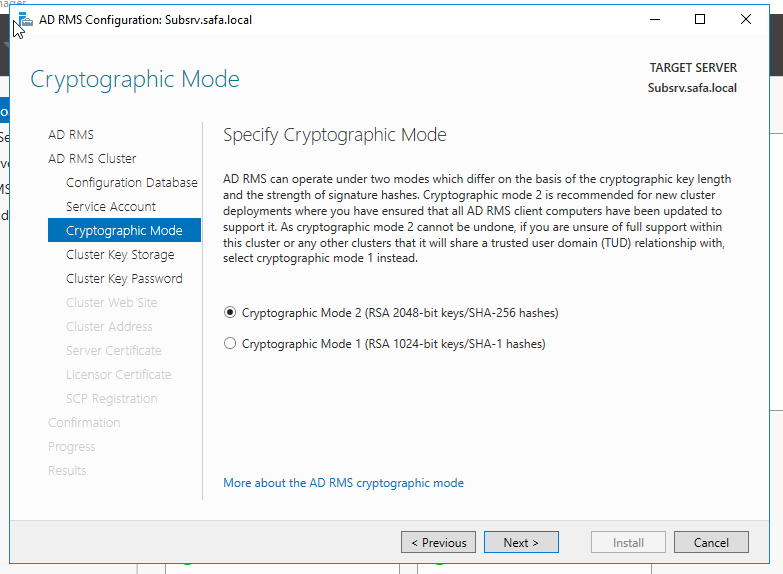 AD RMS Configuration: Subsrv.safa.local
Cryptographic Mode
TARGET SERVER
Subsrv.safa.local
AD RMS
AD RMS Cluster
Configuration Database
Service Account
Cryptographic Mode
Cluster Key Storage
Cluster Key Password
Cluster Web Site
Cluster Address
Server Certificate
Licensor Certificate
SCP Registration
Confirmation
Progress
Results
Specify Cryptographic Mode
AD RMS can operate under two modes which differ on the basis of the cryptographic key length
and the strength of signature hashes. Cryptographic mode 2 is recommended for new cluster
deployments where you have ensured that all AD RMS client computers have been updated to
support it. As cryptographic mode 2 cannot be undone, if you are unsure of full support within
this cluster or any other clusters that it will share a trusted user domain (TUD) relationship with,
select cryptographic mode 1 instead.
Cryptographic Mode 2 (RSA 2048-bit keys/SHA-256 hashes)
Cryptographic Mode 1 (RSA 1024-bit keys/SHA-1 hashes)
More about the AD RMS cryptographic mode
< Previous
Next >
Install
Cancel